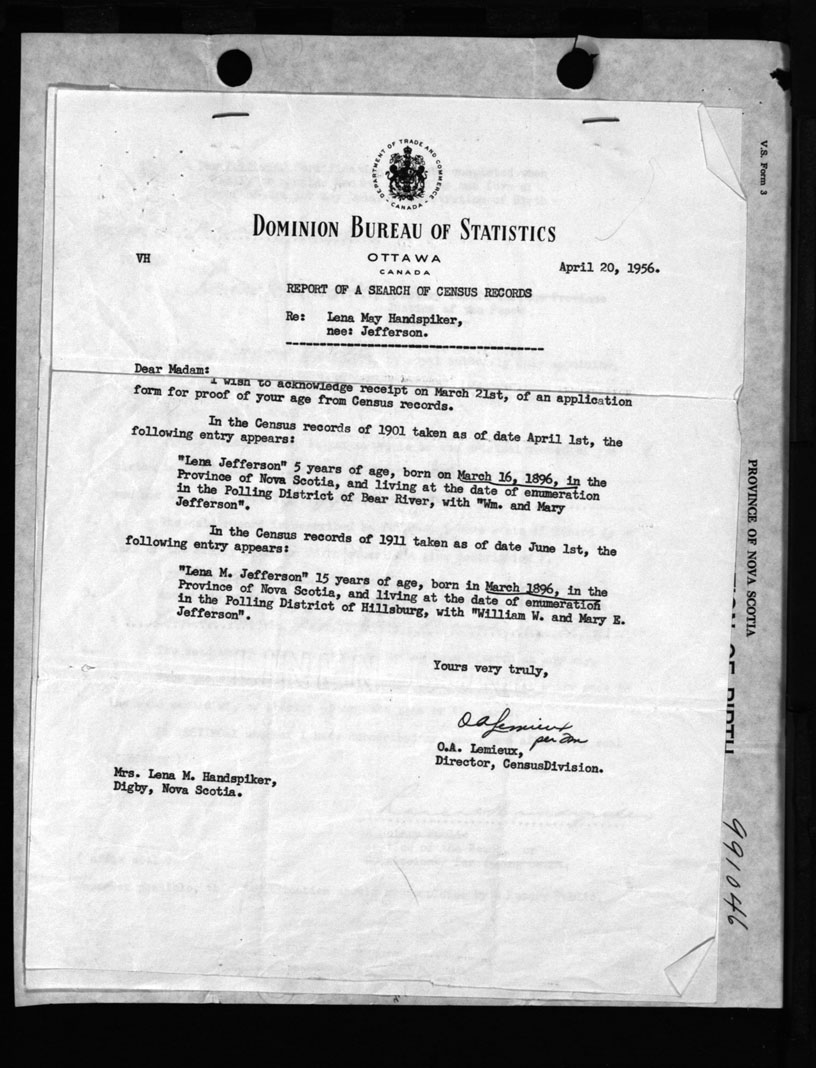 DEPARTMENT OF TRADE AND COMMERCE
CANADA
DOMINION BUREAU OF STATISTICS
OTTAWA
CANADA
VH
April 20, 1956.
REPORT OF A SEARCH OF CENSUS RECORDS
Re: Lena May Handspiker,
nee: Jefferson.
Dear Madam:
I wish to acknowledge receipt on March 21st, of an application
form for proof of your age from Census records.
In the Census records of 1901 taken as of date April 1st, the
following entry appears:
"Lena Jefferson" 5 years of age, born on March 16, 1896, in the
Province of Nova Scotia, and living at the date of enumeration
in the Polling District of Bear River, with "Wm. and Mary
Jefferson".
In the Census records of 1911 taken as of date June 1st, the
following entry appears:
"Lena M. Jefferson" 15 years of age, born in March 1896, in the
Province of Nova Scotia, and living at the date of enumeration
in the Polling District of Hillsburg, with "William W. and Mary E.
Jefferson".
Yours very truly,
OALemieux
per
O.A. Lemieux,
Director, CensusDivision.
Mrs. Lena M. Handspiker,
Digby, Nova Scotia.
V.S. Form 3
PROVINCE OF NOVA SCOTIA
OF BIRTH
991046